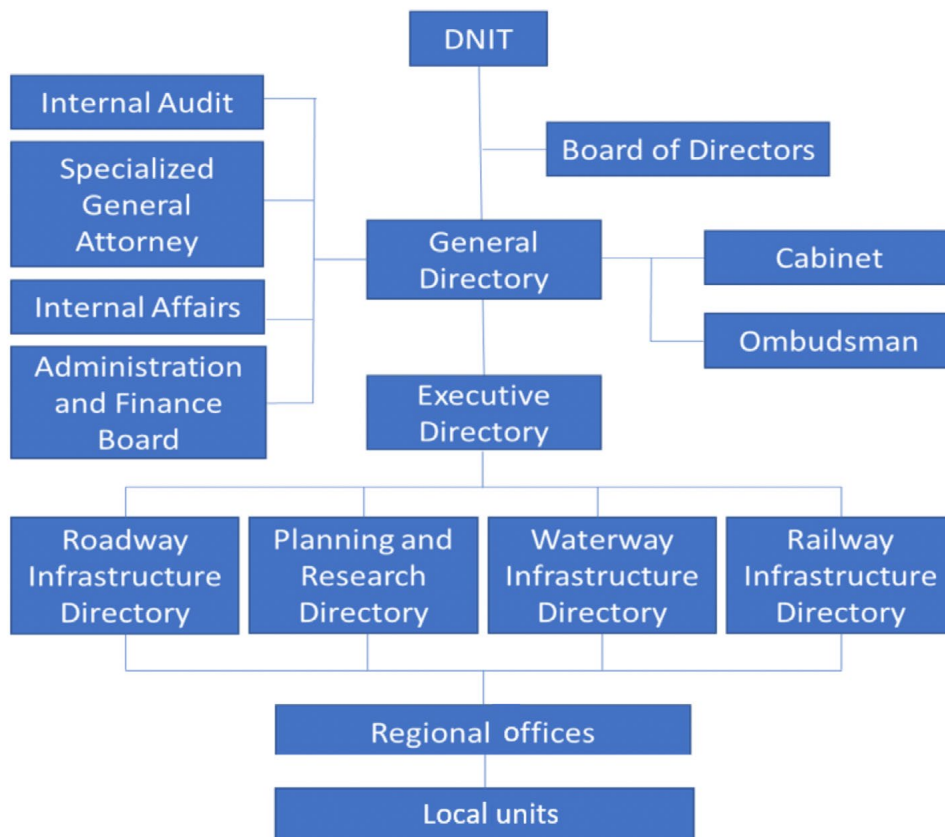 DNIT
Internal Audit
Board of Directors
Specialized
General
Attorney
General
Directory
Cabinet
Internal Affairs
Ombudsman
Administration
and Finance
Board
Executive
Directory
Roadway
Infrastructure
Directory
Planning and
Research
Directory
Waterway
Infrastructure
Directory
Railway
Infrastructure
Directory
Regional offices
Local units